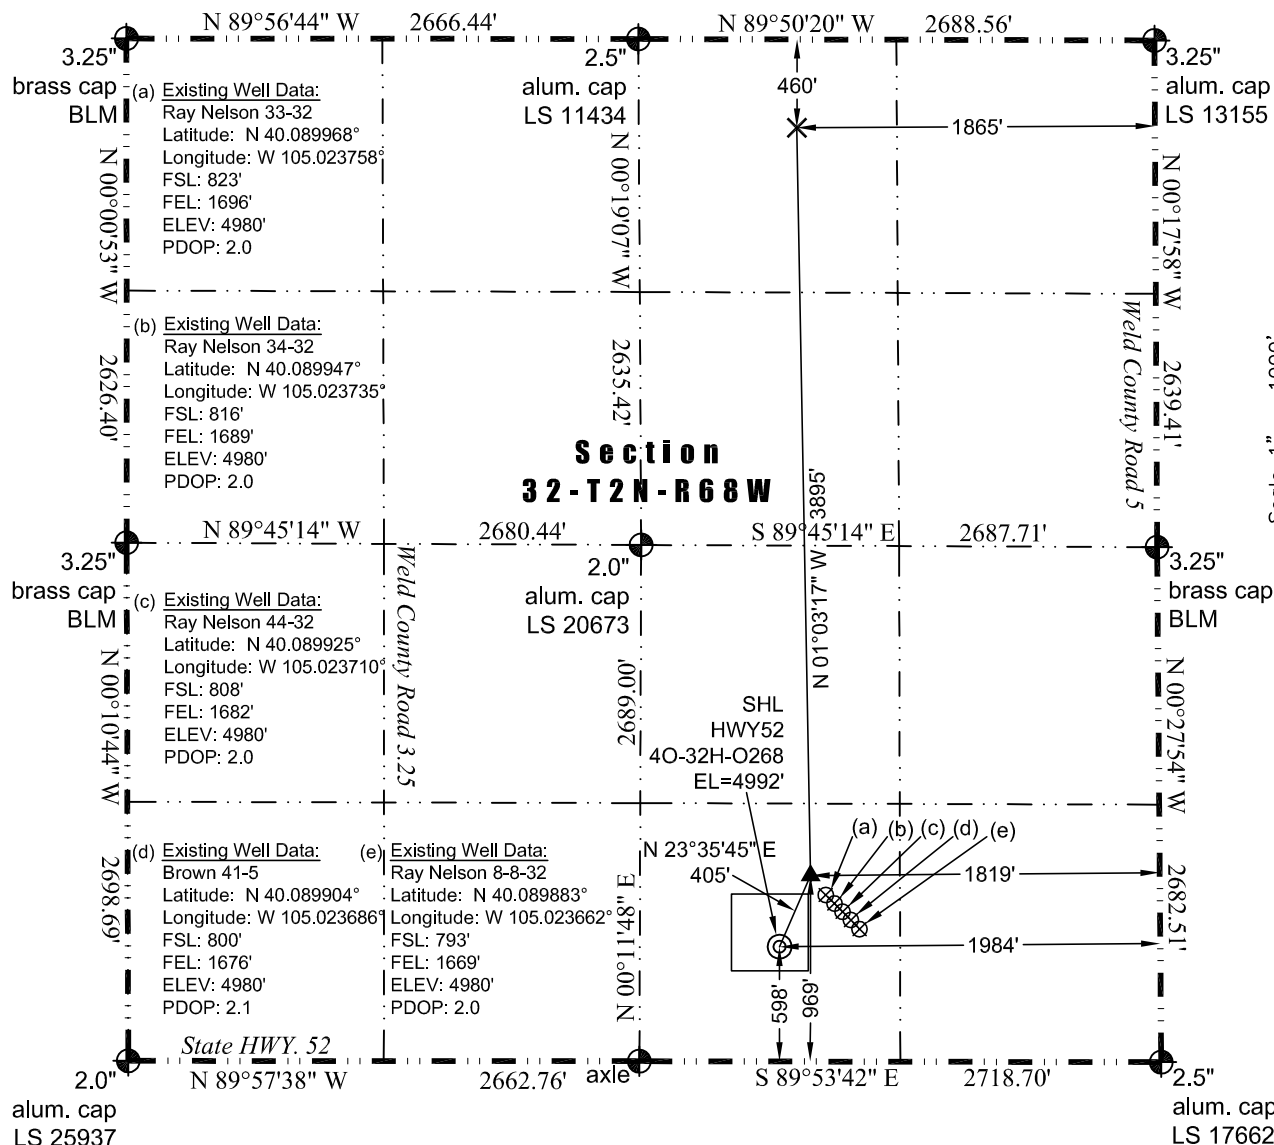 N 89°56'44" W 2666.44' N 89°50'20" W 2688.56'
3.25"
brass cap
BLM
2.5"
alum. cap
LS 11434
460'
1865'
3.25"
alum. cap
LS 13155
(a) Existing Well Data:
Ray Nelson 33-32
Latitude: N 40.089968°
Longitude: W 105.023758°
FSL: 823'
FEL: 1696'
ELEV: 4980'
PDOP: 2.0
N 00°00'53" W 2626.40'
N 00°19'07" W 2635.42'
N 00°17'58" W 2639.41'
Weld County Road 5
(b) Existing Well Data:
Ray Nelson 34-32
Latitude: N 40.089947°
Longitude: W 105.023735°
FSL: 816'
FEL: 1689'
ELEV: 4980'
PDOP: 2.0
Section
32-T2N-R68W
N 01°03'17" W 3895'
N 89°45'14" W 2680.44' S 89°45'14" E 2687.71'
3.25"
brass cap
BLM
2.0"
alum. cap
LS 20673
3.25"
brass cap
BLM
(c) Existing Well Data:
Ray Nelson 44-32
Latitude: N 40.089925°
Longitude: W 105.023710°
FSL: 808'
FEL: 1682'
ELEV: 4980'
PDOP: 2.0
Weld County Road 3.25
N 00°10'44" W 2698.69'
N 00°11'48" E 2689.00'
N 00°27'54" W 2682.51'
SHL
HWY52
4O-32H-O268
EL=4992'
(a) (b) (c) (d) (e)
N 23°35'45" E
405'
1819'
1984'
598'
969'
(d) Existing Well Data:
Brown 41-5
Latitude: N 40.089904°
Longitude: W 105.023686°
FSL: 800'
FEL: 1676'
ELEV: 4980'
PDOP: 2.1
(e) Existing Well Data:
Ray Nelson 8-8-32
Latitude: N 40.089883°
Longitude: W 105.023662°
FSL: 793'
FEL: 1669'
ELEV: 4980'
PDOP: 2.0
State HWY. 52
N 89°57'38" W 2662.76' axle S 89°53'42" E 2718.70'
2.0"
alum. cap
LS 25937
2.5"
alum. cap
LS 17662